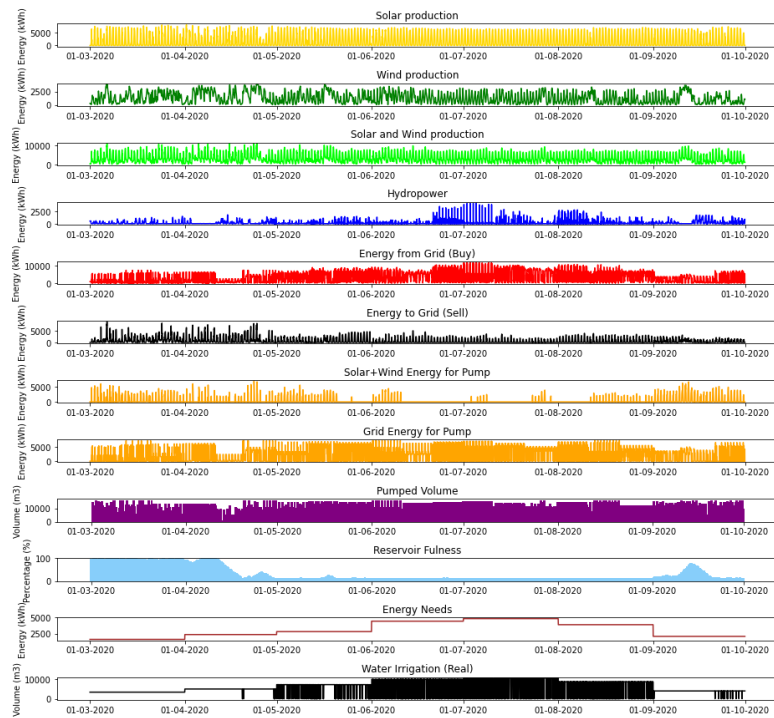 Solar production
Energy (kWh)
5000
0
01-03-2020 01-04-2020 01-05-2020 01-06-2020 01-07-2020 01-08-2020 01-09-2020 01-10-2020
Wind production
Energy (kWh)
2500
0
01-03-2020 01-04-2020 01-05-2020 01-06-2020 01-07-2020 01-08-2020 01-09-2020 01-10-2020
Solar and Wind production
Energy (kWh)
10000
0
01-03-2020 01-04-2020 01-05-2020 01-06-2020 01-07-2020 01-08-2020 01-09-2020 01-10-2020
Hydropower
Energy (kWh)
2500
0
01-03-2020 01-04-2020 01-05-2020 01-06-2020 01-07-2020 01-08-2020 01-09-2020 01-10-2020
Energy from Grid (Buy)
Energy (kWh)
10000
0
01-03-2020 01-04-2020 01-05-2020 01-06-2020 01-07-2020 01-08-2020 01-09-2020 01-10-2020
Energy to Grid (Sell)
Energy (kWh)
5000
0
01-03-2020 01-04-2020 01-05-2020 01-06-2020 01-07-2020 01-08-2020 01-09-2020 01-10-2020
Solar+Wind Energy for Pump
Energy (kWh)
5000
0
01-03-2020 01-04-2020 01-05-2020 01-06-2020 01-07-2020 01-08-2020 01-09-2020 01-10-2020
Grid Energy for Pump
Energy (kWh)
5000
0
01-03-2020 01-04-2020 01-05-2020 01-06-2020 01-07-2020 01-08-2020 01-09-2020 01-10-2020
Pumped Volume
Volume (m3)
10000
0
01-03-2020 01-04-2020 01-05-2020 01-06-2020 01-07-2020 01-08-2020 01-09-2020 01-10-2020
Reservoir Fulness
Percentage (%)
100
0
01-03-2020 01-04-2020 01-05-2020 01-06-2020 01-07-2020 01-08-2020 01-09-2020 01-10-2020
Energy Needs
Energy (kWh)
5000
2500
01-03-2020 01-04-2020 01-05-2020 01-06-2020 01-07-2020 01-08-2020 01-09-2020 01-10-2020
Water Irrigation (Real)
Volume (m3)
10000
0
01-03-2020 01-04-2020 01-05-2020 01-06-2020 01-07-2020 01-08-2020 01-09-2020 01-10-2020